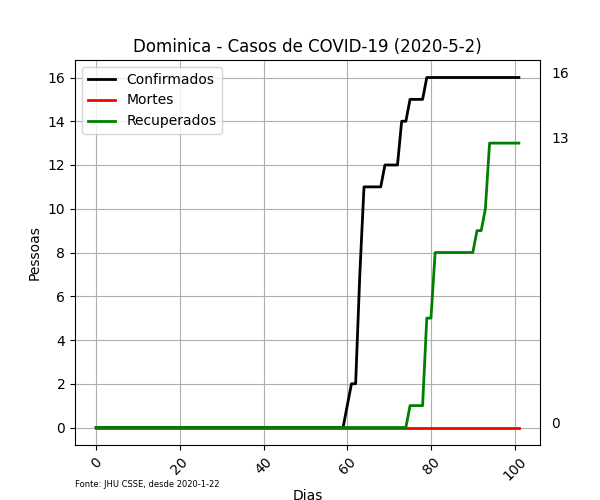 Dominica - Casos de COVID-19 (2020-5-2)
Confirmados
Mortes
Recuperados
Pessoas
16
14
12
10
8
6
4
2
0
16
13
0
0
20
40
60
80
100
Dias
Fonte: JHU CSSE, desde 2020-1-22